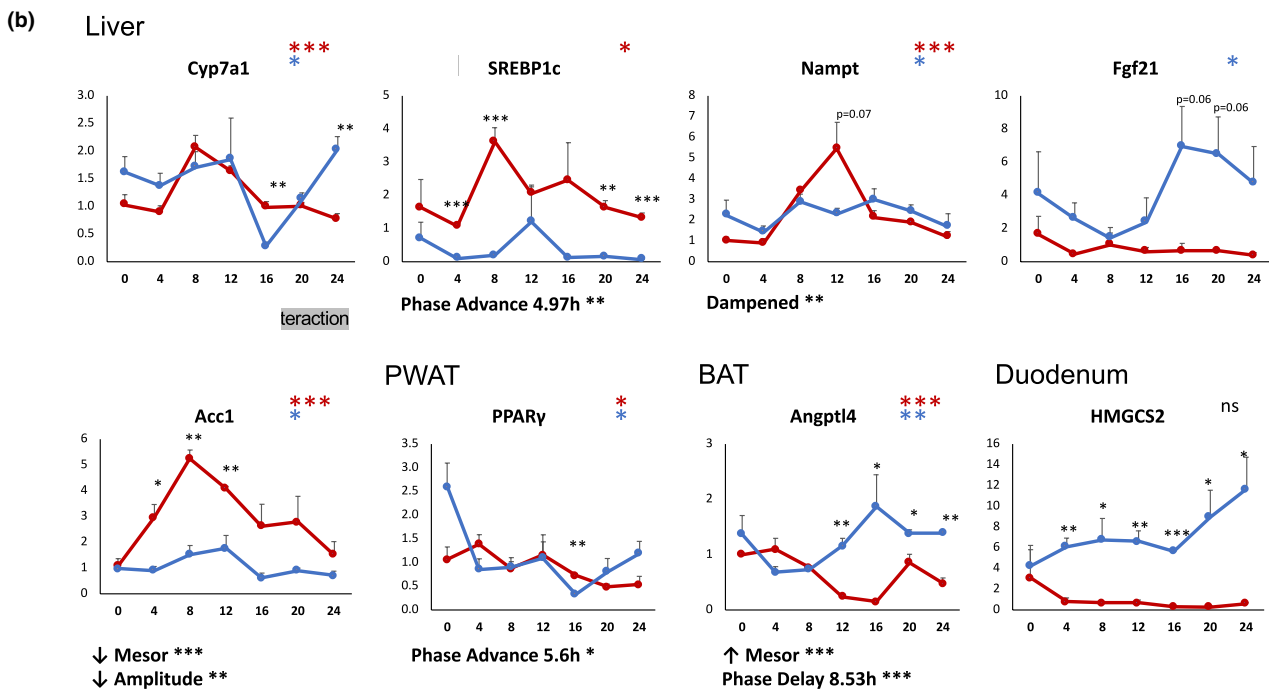 (b)
Liver
Cyp7a1
***
*
3.0
2.5
2.0
1.5
1.0
0.5
0.0
**
**
0 4 8 12 16 20 24
SREBP1c
*
5
4
3
2
1
0
***
***
**
***
0 4 8 12 16 20 24
Phase Advance 4.97h **
Nampt
***
*
8
7
6
5
4
3
2
1
0
p=0.07
0 4 8 12 16 20 24
Dampened **
Fgf21
*
10
8
6
4
2
0
p=0.06 p=0.06
0 4 8 12 16 20 24
teraction
Acc1
***
*
6
5
4
3
2
1
0
*
**
**
0 4 8 12 16 20 24
↓ Mesor ***
↓ Amplitude **
PWAT
PPARγ
*
*
3.5
3.0
2.5
2.0
1.5
1.0
0.5
0.0
**
0 4 8 12 16 20 24
Phase Advance 5.6h *
BAT
Angptl4
***
**
3
2
1
0
**
*
*
**
0 4 8 12 16 20 24
↑ Mesor ***
Phase Delay 8.53h ***
Duodenum
HMGCS2
ns
16
14
12
10
8
6
4
2
0
**
*
**
***
*
*
0 4 8 12 16 20 24